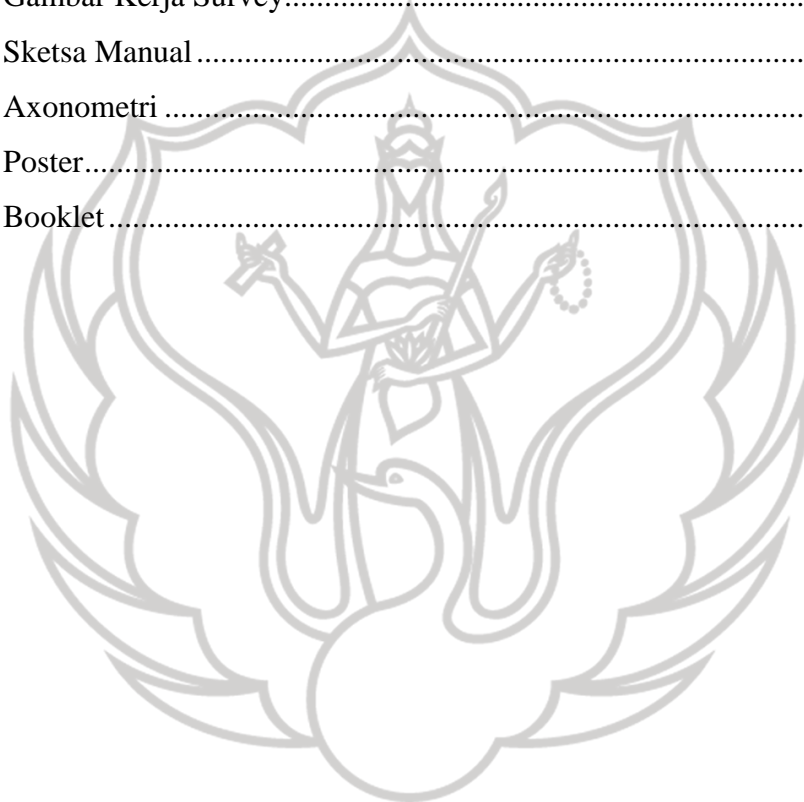 Gambar Kerja Survey..............................................................
Sketsa Manual.........................................................................
Axonometri .............................................................................
Poster.......................................................................................
Booklet.....................................................................................